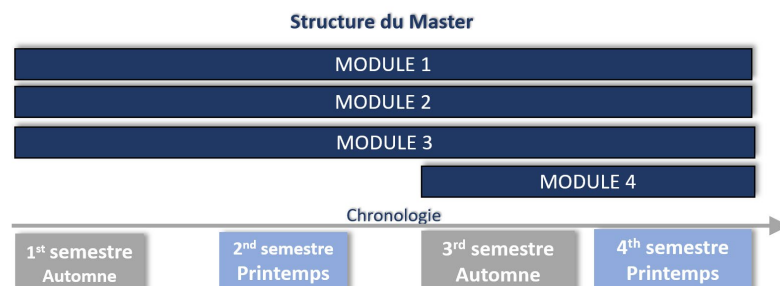 Structure du Master
MODULE 1
MODULE 2
MODULE 3
MODULE 4
Chronologie
1st semestre
Automne
2nd semestre
Printemps
3rd semestre
Automne
4th semestre
Printemps